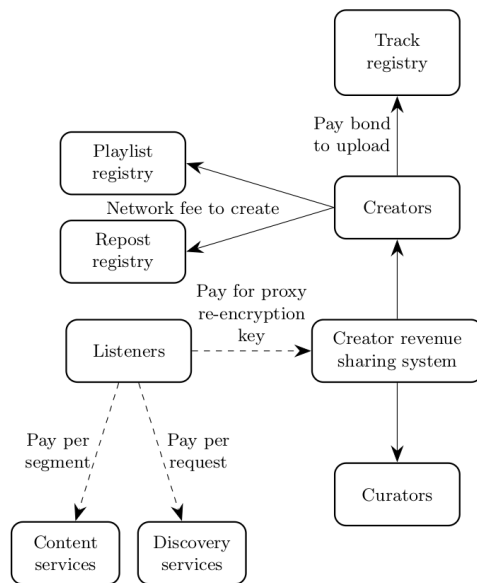 Track
registry
Pay bond
to upload
Playlist
registry
Network fee to create
Creators
Repost
registry
Pay for proxy
re-encryption
key
Listeners
Creator revenue
sharing system
Pay per
segment
Pay per
request
Curators
Content
services
Discovery
services